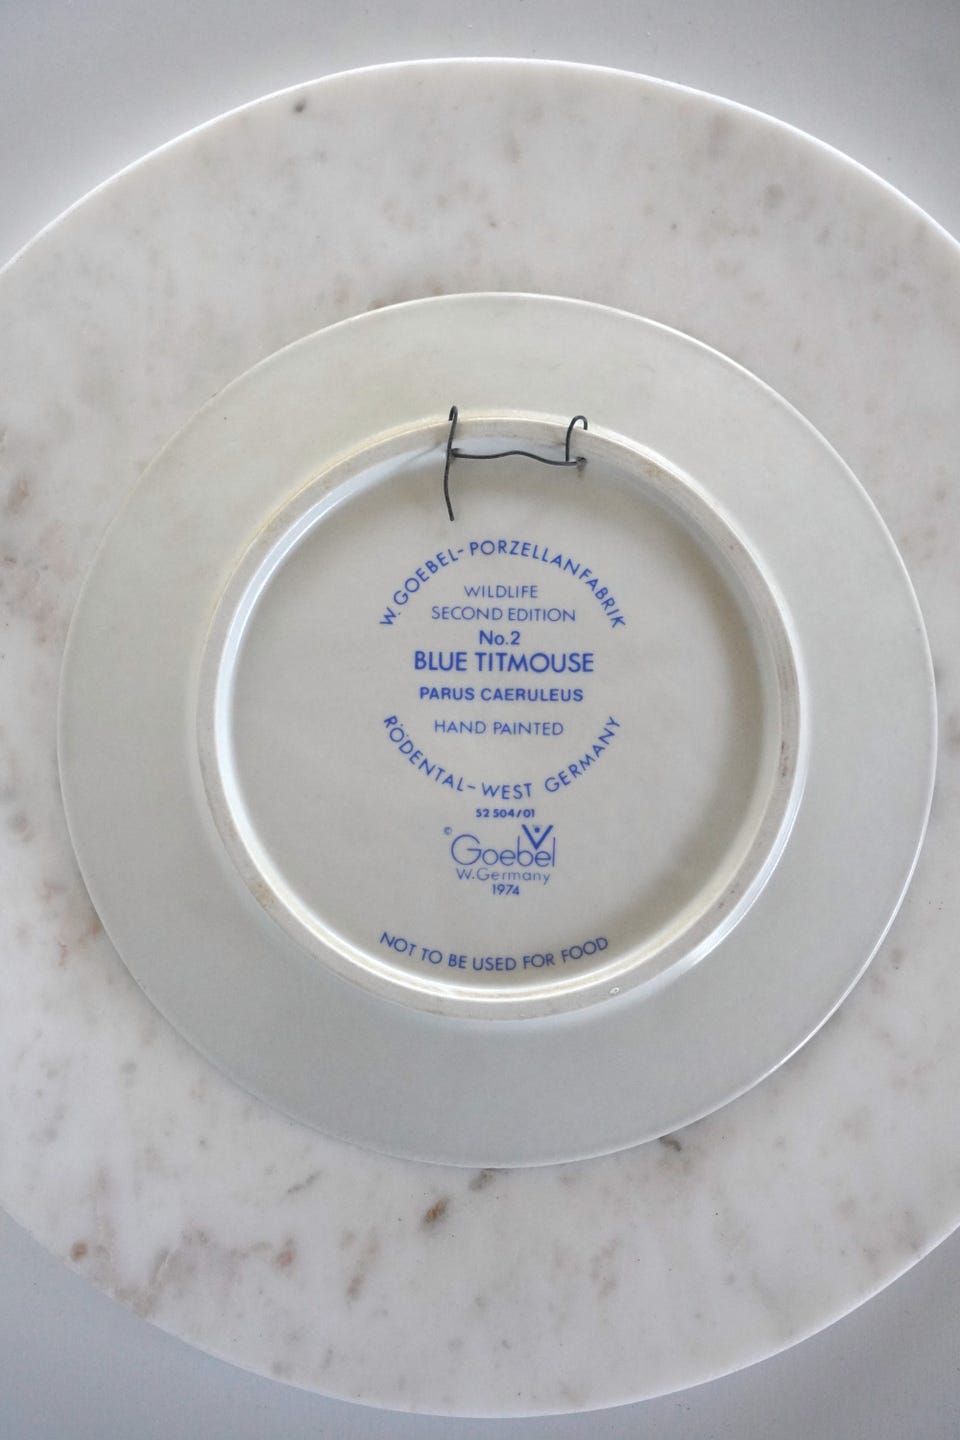 W. GOEBEL-PORZELLANFABRIK
WILDLIFE
SECOND EDITION
No.2
BLUE TITMOUSE
PARUS CAERULEUS
HAND PAINTED
RÖDENTAL-WEST GERMANY
52 504/01
© Goebel
W.Germany
1974
NOT TO BE USED FOR FOOD